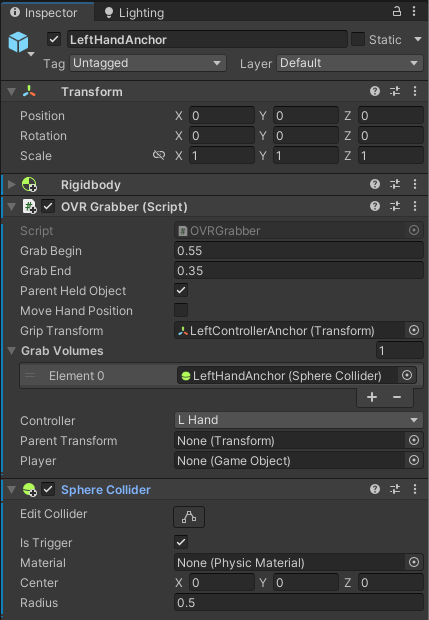 Inspector Lighting
LeftHandAnchor Static
Tag Untagged Layer Default
Transform
Position X 0 Y 0 Z 0
Rotation X 0 Y 0 Z 0
Scale X 1 Y 1 Z 1
Rigidbody
# OVR Grabber (Script)
Script # OVRGrabber
Grab Begin 0.55
Grab End 0.35
Parent Held Object
Move Hand Position
Grip Transform LeftControllerAnchor (Transform)
Grab Volumes 1
Element 0 LeftHandAnchor (Sphere Collider)
+ −
Controller L Hand
Parent Transform None (Transform)
Player None (Game Object)
Sphere Collider
Edit Collider
Is Trigger
Material None (Physic Material)
Center X 0 Y 0 Z 0
Radius 0.5